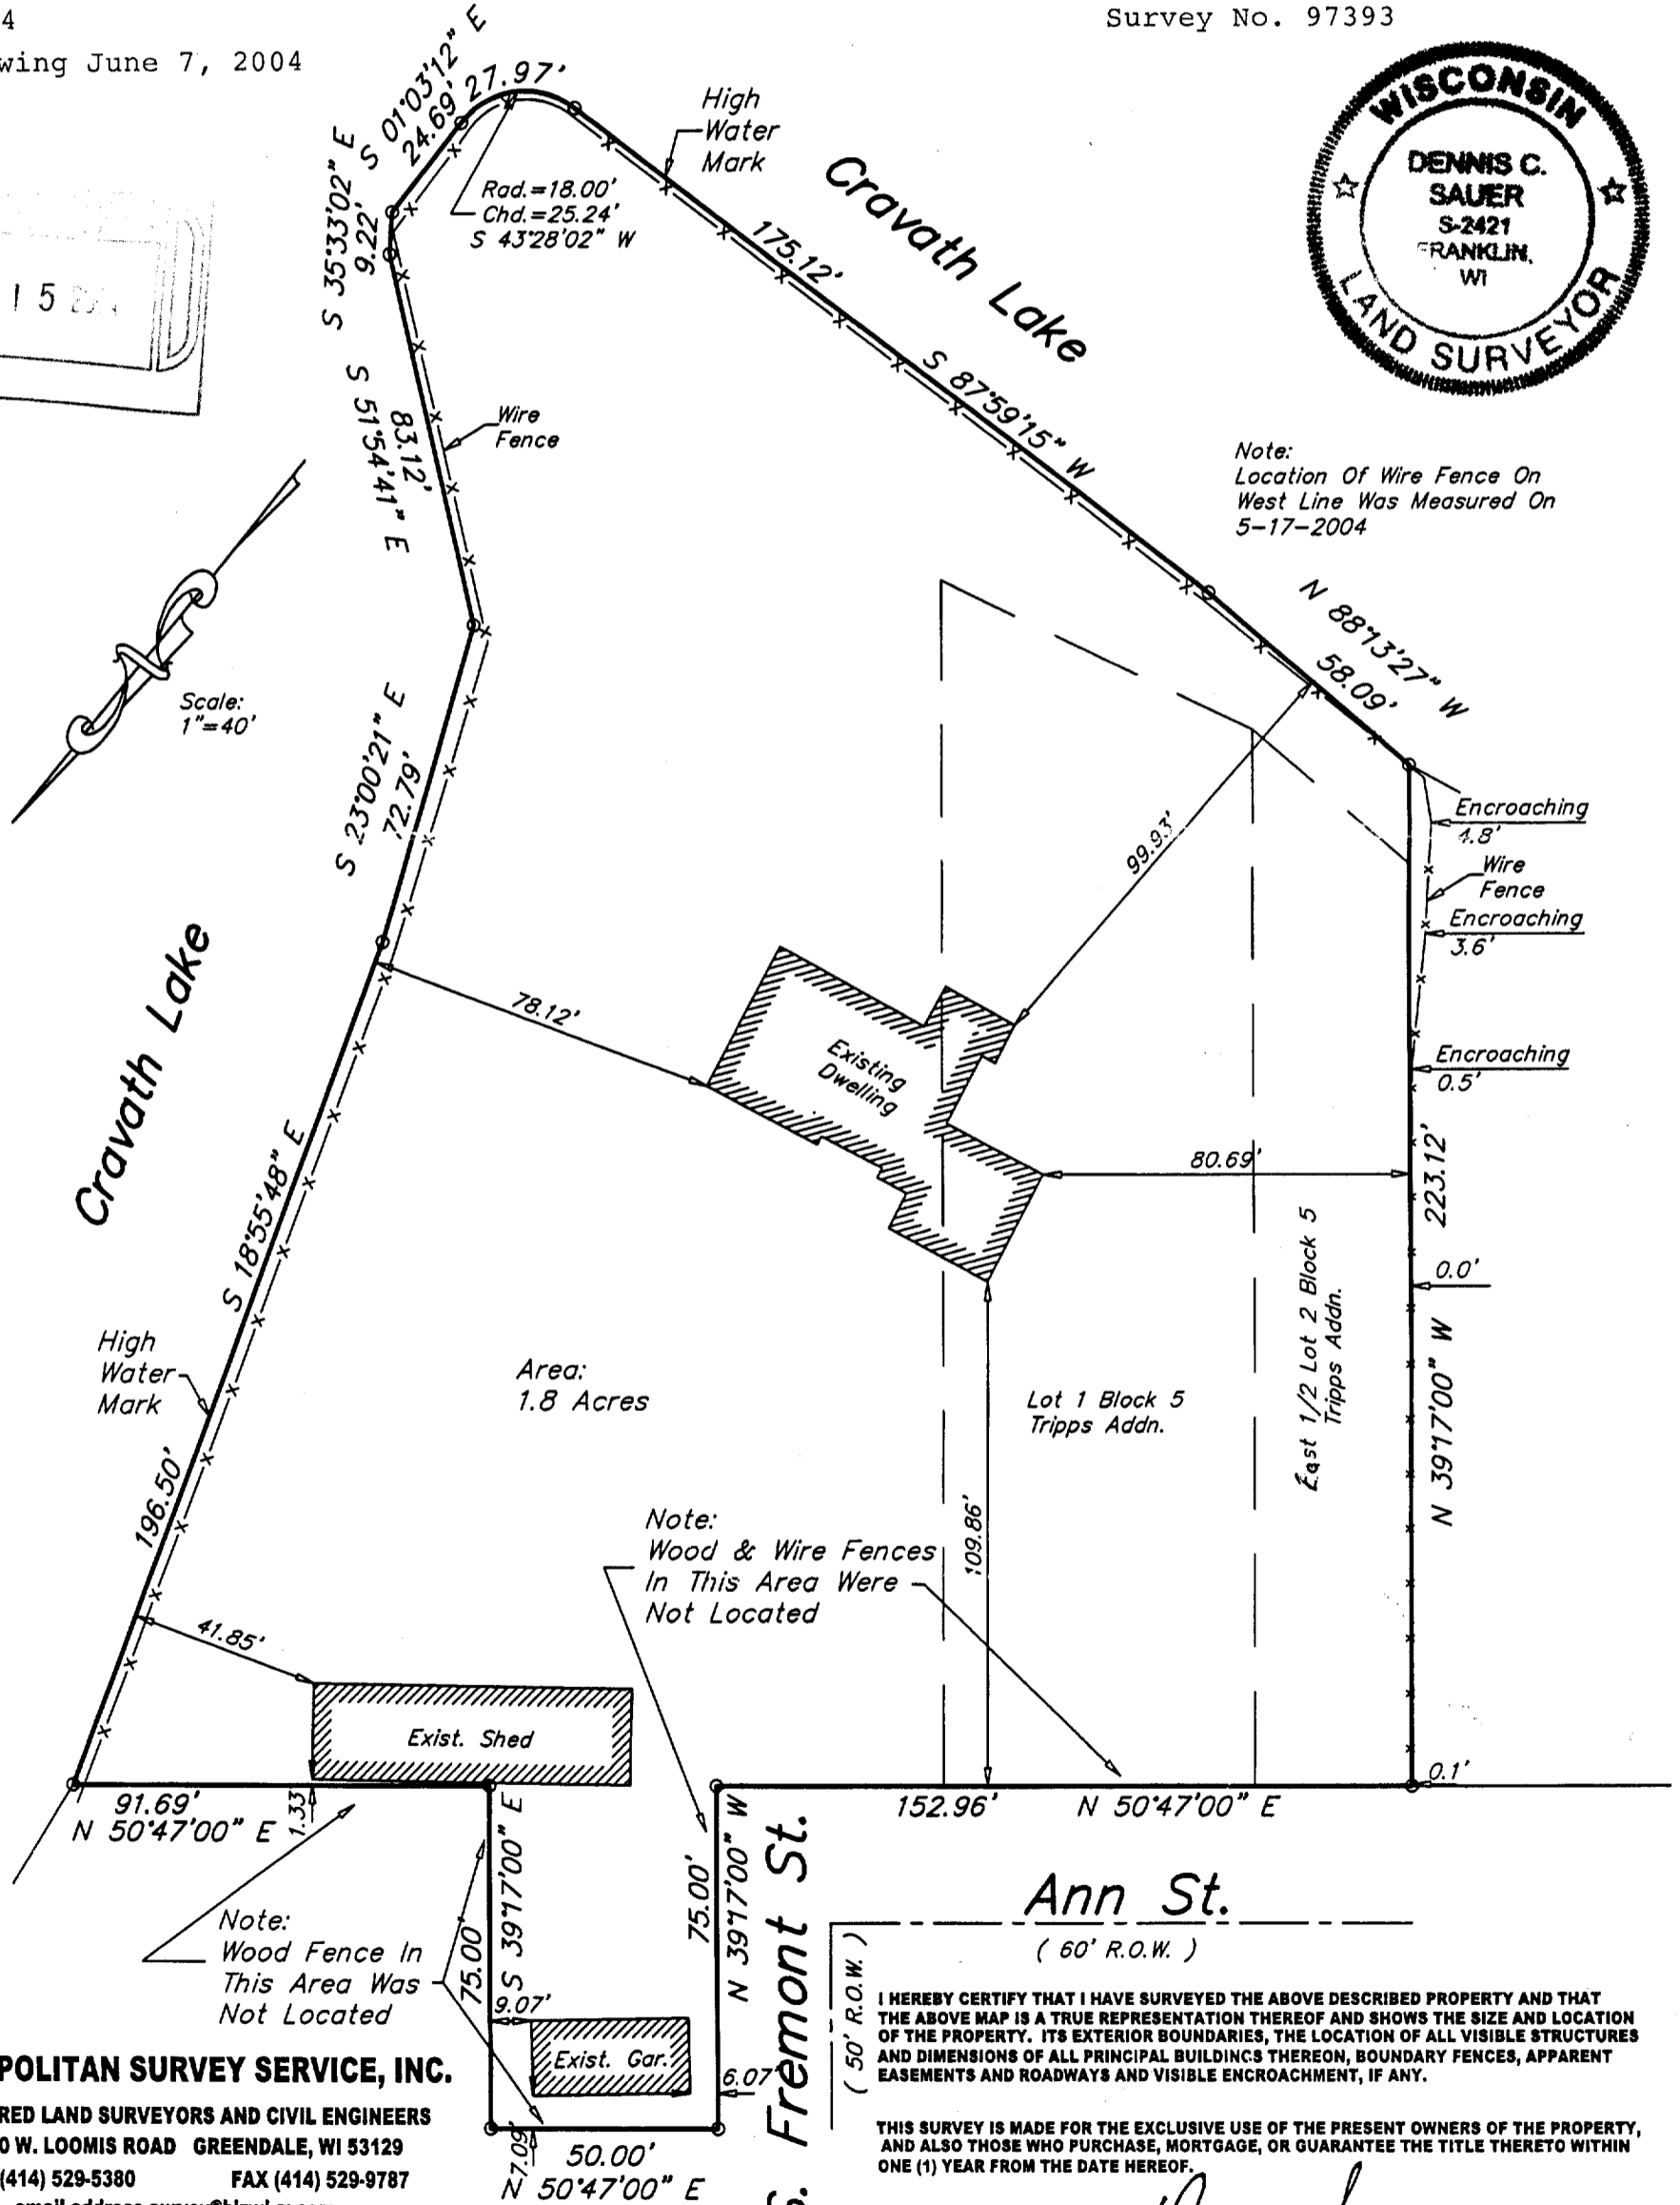 4
Survey No. 97393
wing June 7, 2004
WISCONSIN
DENNIS C.
SAUER
S-2421
FRANKLIN,
WI
LAND SURVEYOR
S 01°03'12" E
24.69'
27.97'
High
Water
Mark
Rad.=18.00'
Chd.=25.24'
S 43°28'02" W
S 35°33'02" E
9.22'
Cravath Lake
175.12'
S 87°59'15" W
15
83.12'
S 51°54'41" E
Wire
Fence
Note:
Location Of Wire Fence On
West Line Was Measured On
5-17-2004
N 88°13'27" W
58.09'
Scale:
1"=40'
S 23°00'21" E
72.79'
Encroaching
4.8'
Wire
Fence
Encroaching
3.6'
Encroaching
0.5'
99.93'
Cravath Lake
78.12'
Existing
Dwelling
80.69'
223.12'
N 39°17'00" W
0.0'
S 18°55'48" E
196.50'
High
Water
Mark
Area:
1.8 Acres
Lot 1 Block 5
Tripps Addn.
East 1/2 Lot 2 Block 5
Tripps Addn.
109.86'
Note:
Wood & Wire Fences
In This Area Were
Not Located
41.85'
Exist. Shed
0.1'
91.69'
N 50°47'00" E
1.33'
152.96' N 50°47'00" E
75.00'
S 39°17'00" E
75.00'
N 39°17'00" W
Note:
Wood Fence In
This Area Was
Not Located
9.07'
Exist. Gar.
6.07'
7.09'
50.00'
N 50°47'00" E
S. Fremont St.
( 50' R.O.W. )
Ann St.
( 60' R.O.W. )
POLITAN SURVEY SERVICE, INC.
RED LAND SURVEYORS AND CIVIL ENGINEERS
0 W. LOOMIS ROAD GREENDALE, WI 53129
(414) 529-5380 FAX (414) 529-9787
I HEREBY CERTIFY THAT I HAVE SURVEYED THE ABOVE DESCRIBED PROPERTY AND THAT
THE ABOVE MAP IS A TRUE REPRESENTATION THEREOF AND SHOWS THE SIZE AND LOCATION
OF THE PROPERTY. ITS EXTERIOR BOUNDARIES, THE LOCATION OF ALL VISIBLE STRUCTURES
AND DIMENSIONS OF ALL PRINCIPAL BUILDINGS THEREON, BOUNDARY FENCES, APPARENT
EASEMENTS AND ROADWAYS AND VISIBLE ENCROACHMENT, IF ANY.
THIS SURVEY IS MADE FOR THE EXCLUSIVE USE OF THE PRESENT OWNERS OF THE PROPERTY,
AND ALSO THOSE WHO PURCHASE, MORTGAGE, OR GUARANTEE THE TITLE THERETO WITHIN
ONE (1) YEAR FROM THE DATE HEREOF.